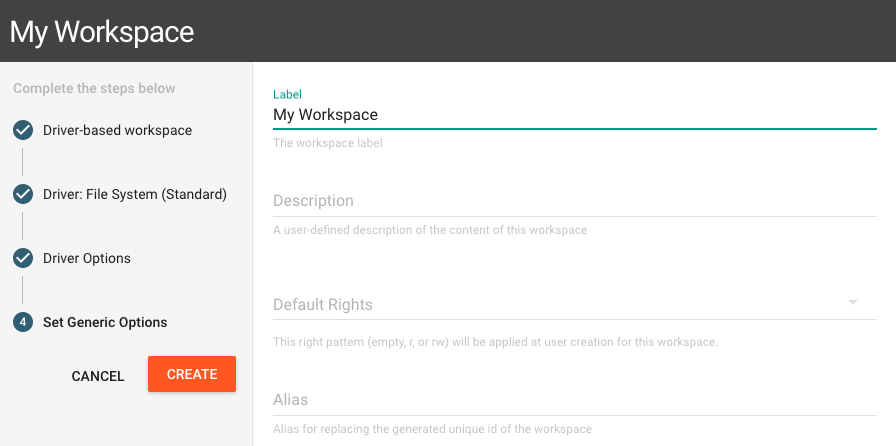 My Workspace
Complete the steps below
Driver-based workspace
Driver: File System (Standard)
Driver Options
4 Set Generic Options
CANCEL CREATE
Label
My Workspace
The workspace label
Description
A user-defined description of the content of this workspace
Default Rights
This right pattern (empty, r, or rw) will be applied at user creation for this workspace.
Alias
Alias for replacing the generated unique id of the workspace